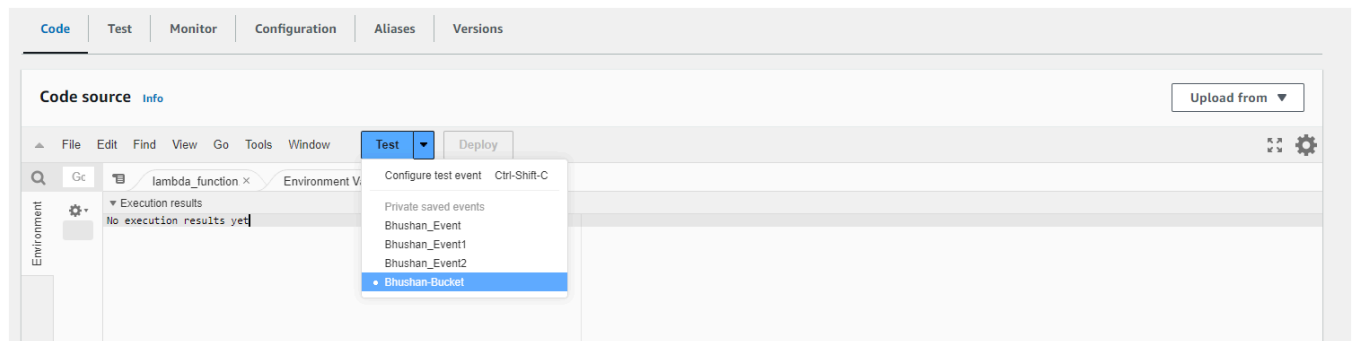 Code Test Monitor Configuration Aliases Versions
Code source Info
Upload from
File Edit Find View Go Tools Window Test Deploy
Configure test event Ctrl-Shift-C
Go
lambda_function × Environment Va
Private saved events
Execution results
No execution results yet
Bhushan_Event
Bhushan_Event1
Bhushan_Event2
Bhushan-Bucket
Environment